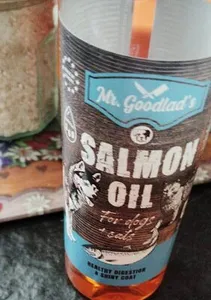 Mr. Goodlad's
SALMON
OIL
For dogs
+ cats
HEALTHY DIGESTION
& SHINY COAT